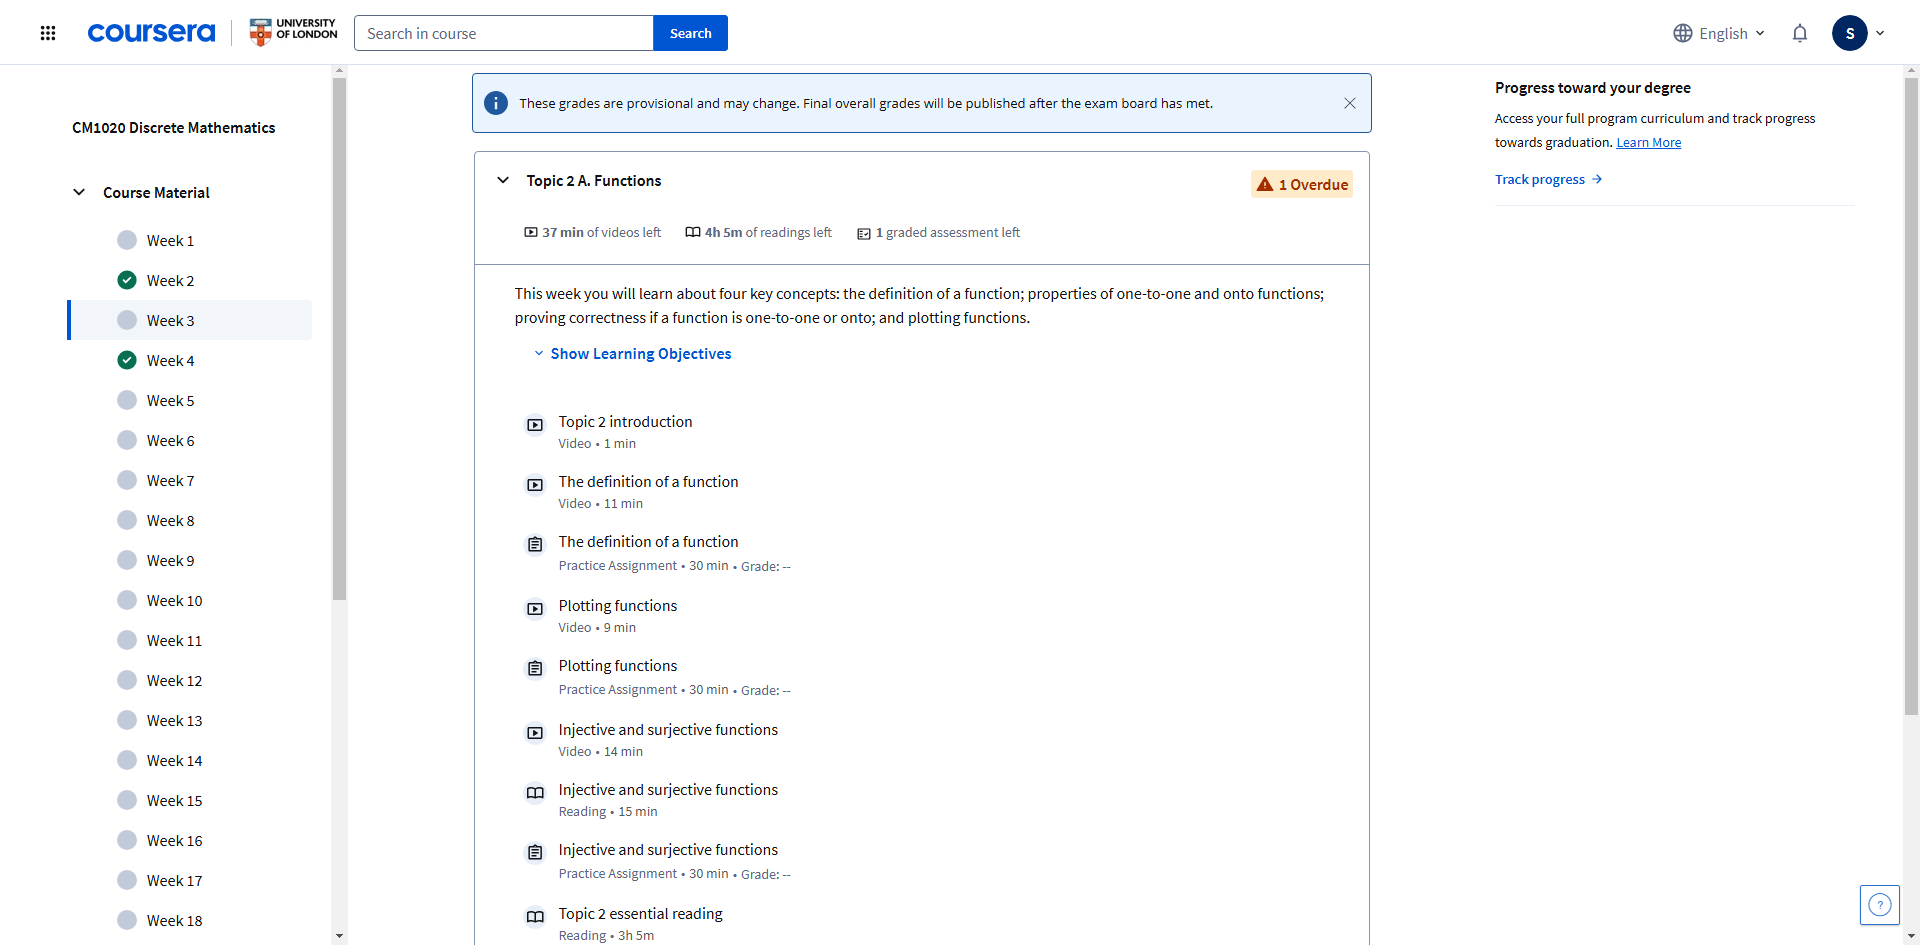 coursera
UNIVERSITY
OF LONDON
Search in course
Search
English
S
CM1020 Discrete Mathematics
Course Material
Week 1
Week 2
Week 3
Week 4
Week 5
Week 6
Week 7
Week 8
Week 9
Week 10
Week 11
Week 12
Week 13
Week 14
Week 15
Week 16
Week 17
Week 18
These grades are provisional and may change. Final overall grades will be published after the exam board has met.
Topic 2 A. Functions
1 Overdue
37 min of videos left
4h 5m of readings left
1 graded assessment left
This week you will learn about four key concepts: the definition of a function; properties of one-to-one and onto functions;
proving correctness if a function is one-to-one or onto; and plotting functions.
Show Learning Objectives
Topic 2 introduction
Video • 1 min
The definition of a function
Video • 11 min
The definition of a function
Practice Assignment • 30 min • Grade: --
Plotting functions
Video • 9 min
Plotting functions
Practice Assignment • 30 min • Grade: --
Injective and surjective functions
Video • 14 min
Injective and surjective functions
Reading • 15 min
Injective and surjective functions
Practice Assignment • 30 min • Grade: --
Topic 2 essential reading
Reading • 3h 5m
Progress toward your degree
Access your full program curriculum and track progress
towards graduation. Learn More
Track progress →
?